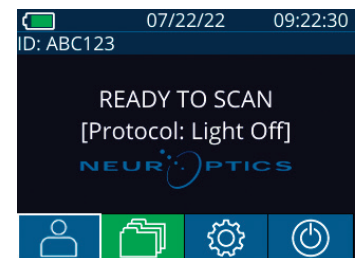 07/22/22 09:22:30
ID: ABC123
READY TO SCAN
[Protocol: Light Off]
NEUROPTICS